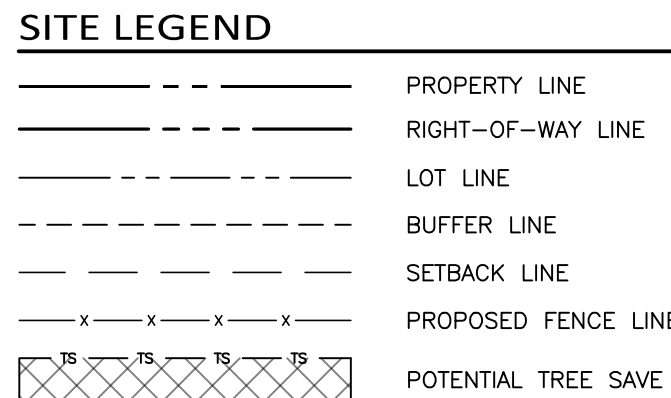 SITE LEGEND
PROPERTY LINE
RIGHT-OF-WAY LINE
LOT LINE
BUFFER LINE
SETBACK LINE
X X X X PROPOSED FENCE LINE
TS TS TS TS
POTENTIAL TREE SAVE